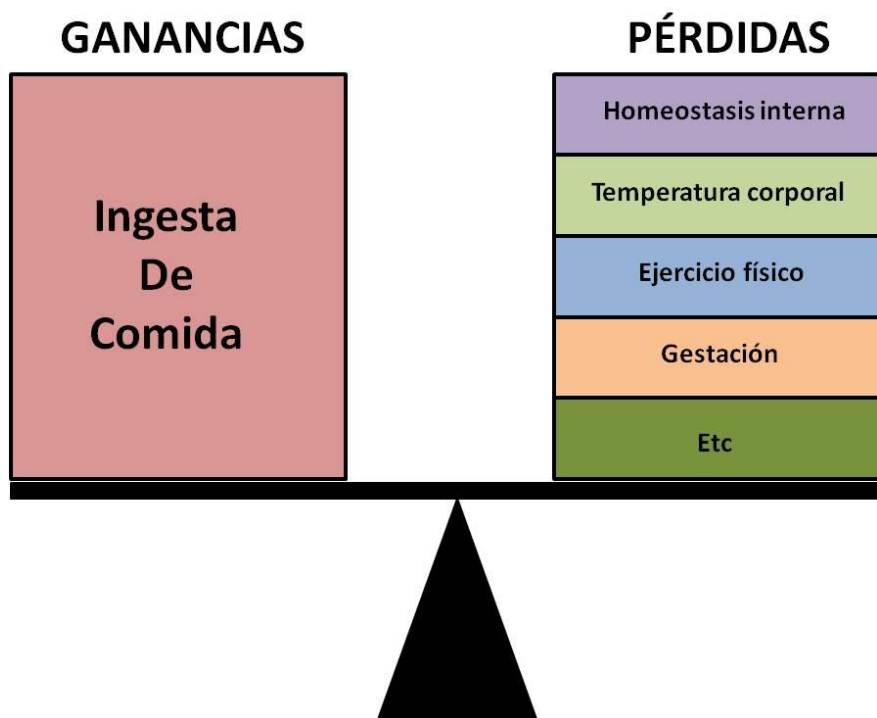 GANANCIAS
PÉRDIDAS
Ingesta
De
Comida
Homeostasis interna
Temperatura corporal
Ejercicio físico
Gestación
Etc